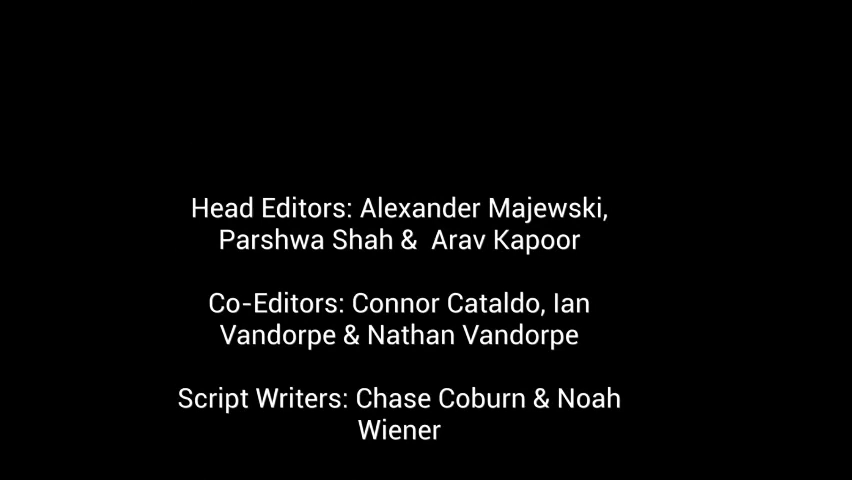 Head Editors: Alexander Majewski,
Parshwa Shah &  Arav Kapoor
Co-Editors: Connor Cataldo, Ian
Vandorpe & Nathan Vandorpe
Script Writers: Chase Coburn & Noah
Wiener